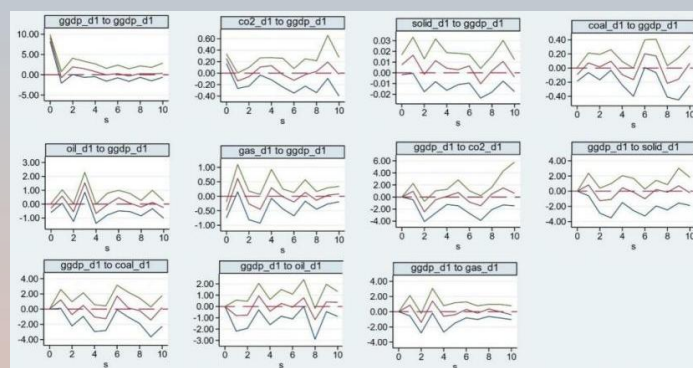 ggdp_d1 to ggdp_d1
10.00
5.00
0.00
-5.00
0 2 4 6 8 10
s
co2_d1 to ggdp_d1
0.60
0.40
0.20
0.00
-0.20
-0.40
0 2 4 6 8 10
s
solid_d1 to ggdp_d1
0.03
0.02
0.01
0.00
-0.01
-0.02
0 2 4 6 8 10
s
coal_d1 to ggdp_d1
0.40
0.20
0.00
-0.20
-0.40
0 2 4 6 8 10
s
oil_d1 to ggdp_d1
3.00
2.00
1.00
0.00
-1.00
0 2 4 6 8 10
s
gas_d1 to ggdp_d1
1.00
0.50
0.00
-0.50
-1.00
0 2 4 6 8 10
s
ggdp_d1 to co2_d1
6.00
4.00
2.00
0.00
-2.00
-4.00
0 2 4 6 8 10
s
ggdp_d1 to solid_d1
4.00
2.00
0.00
-2.00
-4.00
0 2 4 6 8 10
s
ggdp_d1 to coal_d1
4.00
2.00
0.00
-2.00
-4.00
0 2 4 6 8 10
s
ggdp_d1 to oil_d1
2.00
1.00
0.00
-1.00
-2.00
-3.00
0 2 4 6 8 10
s
ggdp_d1 to gas_d1
4.00
2.00
0.00
-2.00
-4.00
0 2 4 6 8 10
s